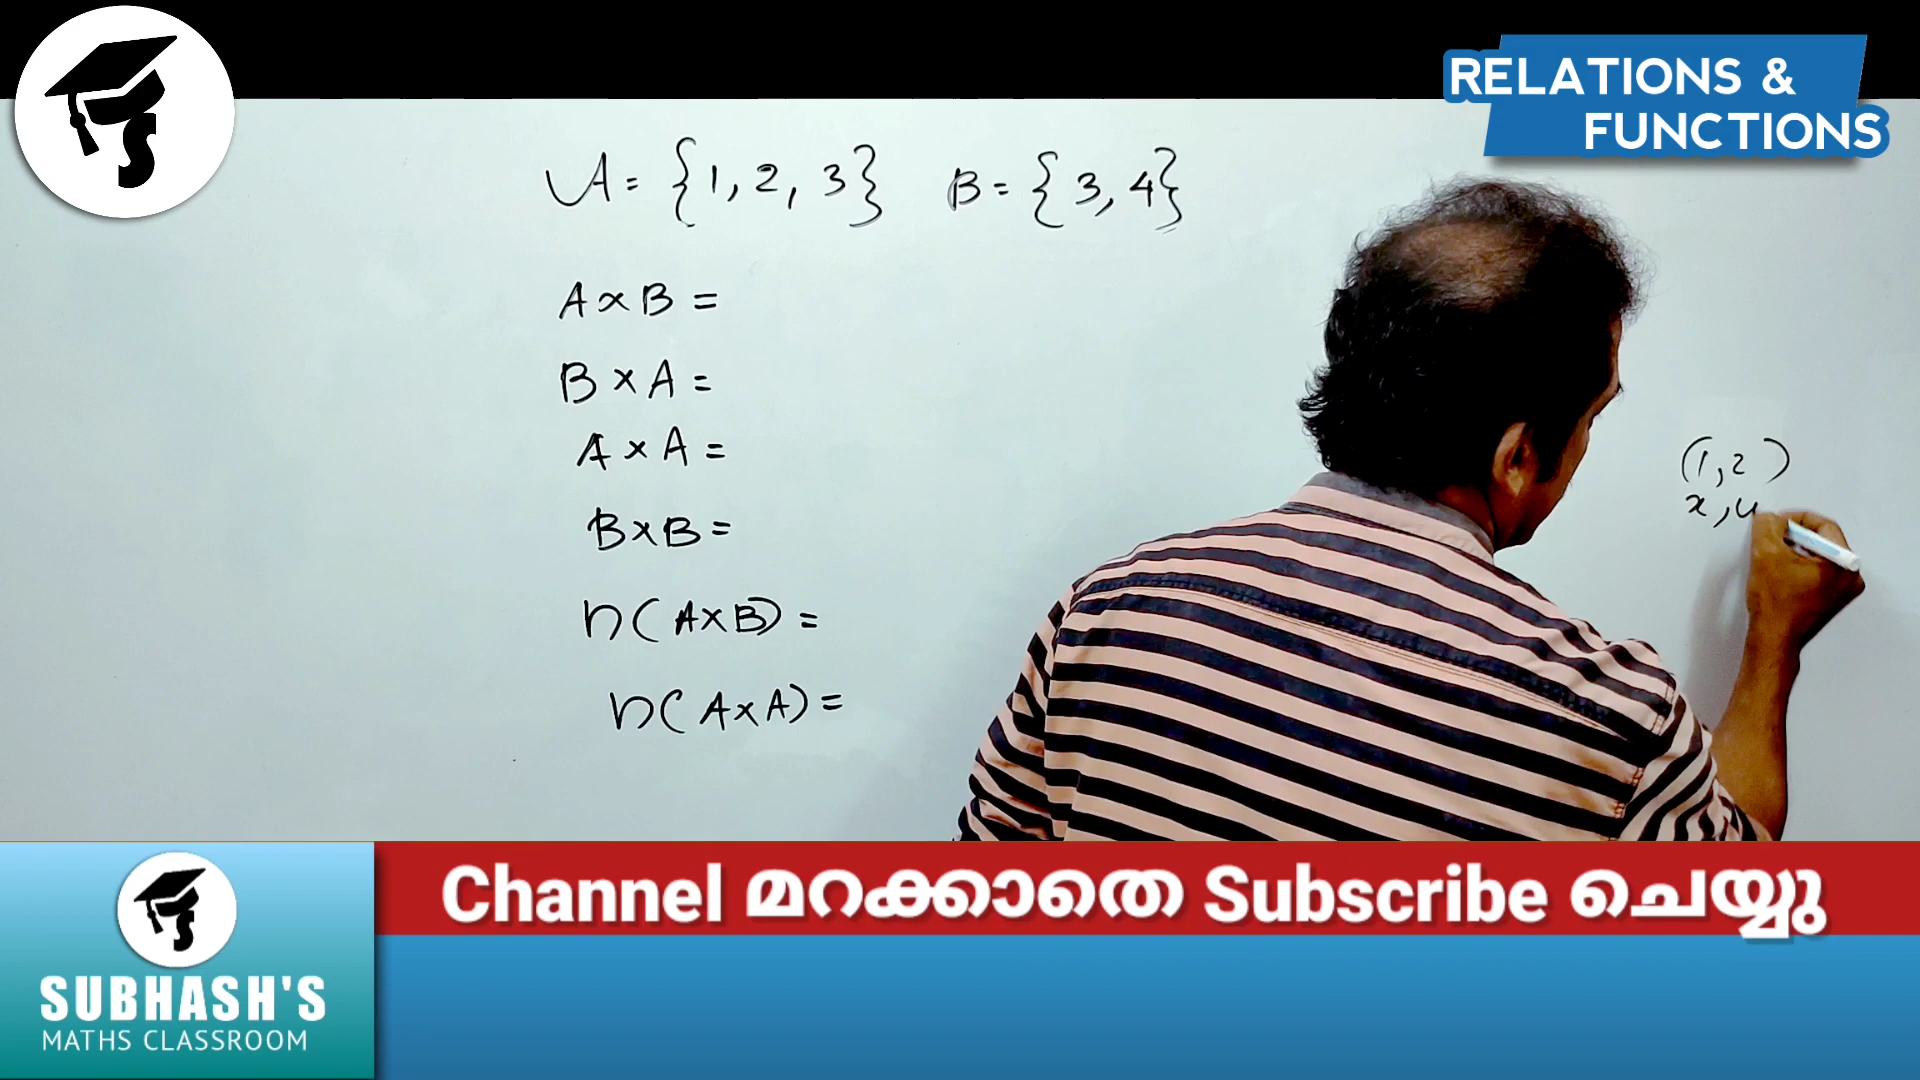 RELATIONS &
FUNCTIONS
A = {1, 2, 3} B = {3, 4}
A × B =
B × A =
A × A =
B × B =
n(A×B) =
n(A×A) =
(1, 2)
x, y
Channel മറക്കാതെ Subscribe ചെയ്യു
SUBHASH'S
MATHS CLASSROOM